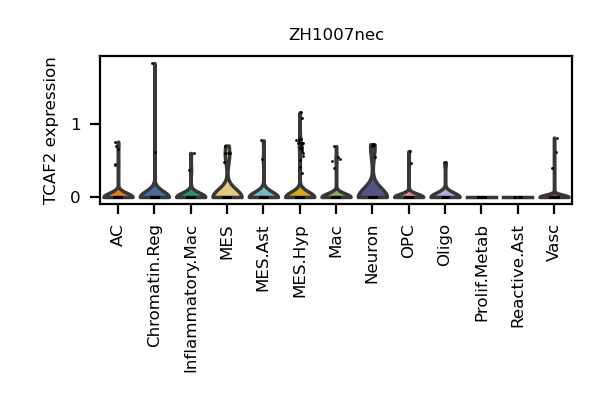 ZH1007nec
TCAF2 expression
1
0
AC
Chromatin.Reg
Inflammatory.Mac
MES
MES.Ast
MES.Hyp
Mac
Neuron
OPC
Oligo
Prolif.Metab
Reactive.Ast
Vasc